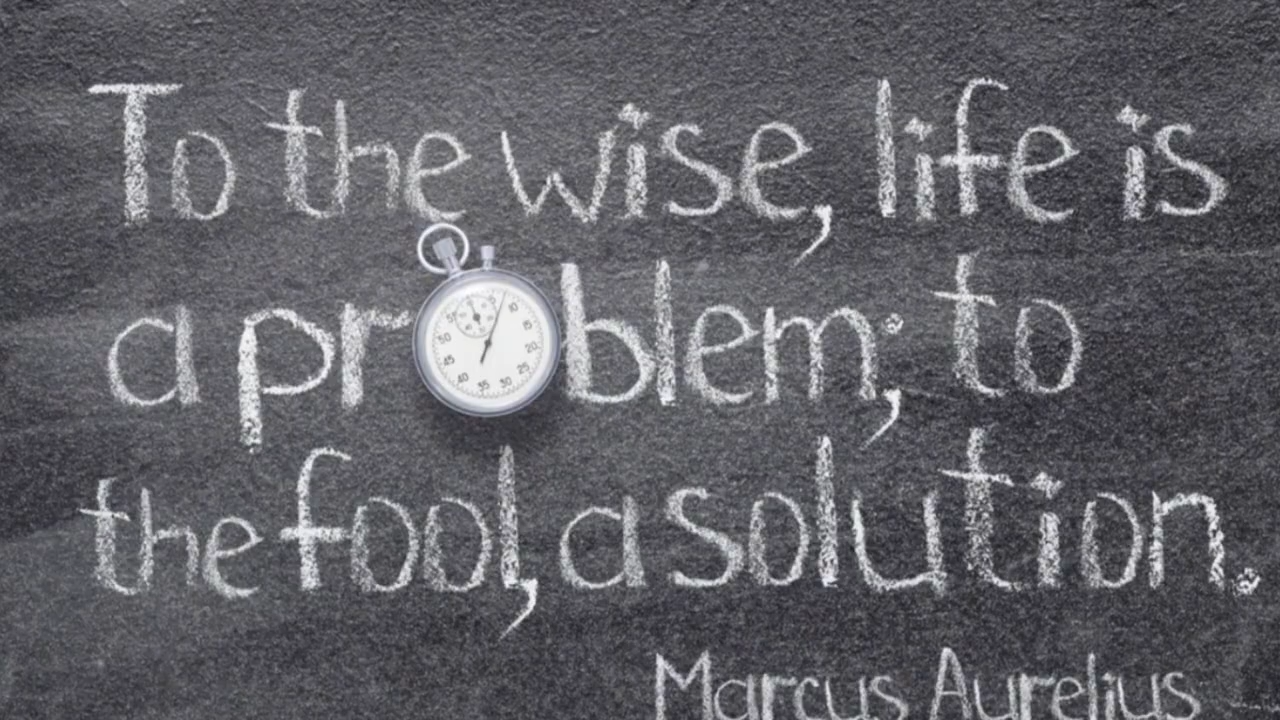 To the wise, life is
a problem; to
the fool, a solution.
Marcus Aurelius